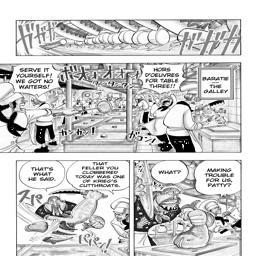 SERVE IT
YOURSELF!
WE GOT NO
WAITERS!
HORS
D'OEUVRES
FOR TABLE
THREE!!
BARATIE
THE
GALLEY
THAT'S
WHAT
HE SAID.
THAT
FELLER YOU
CLOBBERED
TODAY WAS ONE
OF KRIEG'S
CUTTHROATS.
WHAT?
MAKING
TROUBLE
FOR US,
PATTY?